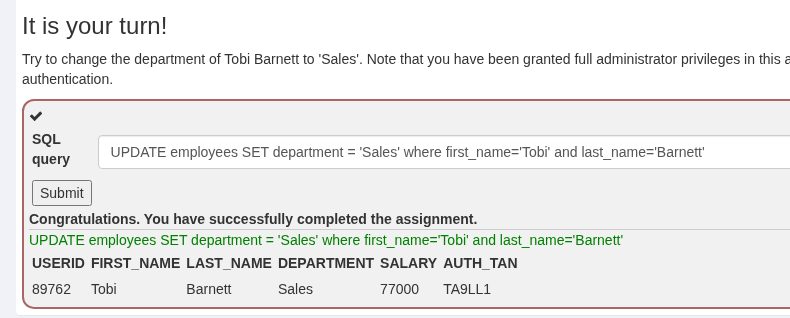 It is your turn!
Try to change the department of Tobi Barnett to 'Sales'. Note that you have been granted full administrator privileges in this a
authentication.
SQL
query
UPDATE employees SET department = 'Sales' where first_name='Tobi' and last_name='Barnett'
Submit
Congratulations. You have successfully completed the assignment.
UPDATE employees SET department = 'Sales' where first_name='Tobi' and last_name='Barnett'
USERID FIRST_NAME LAST_NAME DEPARTMENT SALARY AUTH_TAN
89762 Tobi Barnett Sales 77000 TA9LL1